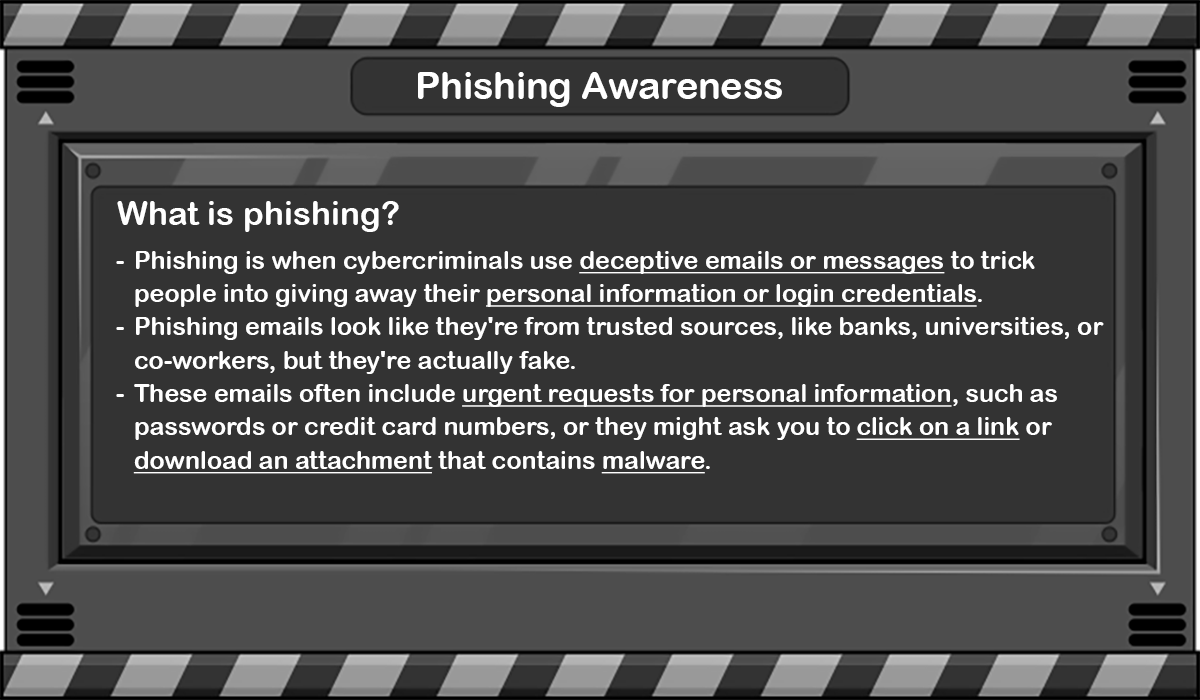 Phishing Awareness
What is phishing?
- Phishing is when cybercriminals use deceptive emails or messages to trick
people into giving away their personal information or login credentials.
- Phishing emails look like they're from trusted sources, like banks, universities, or
co-workers, but they're actually fake.
- These emails often include urgent requests for personal information, such as
passwords or credit card numbers, or they might ask you to click on a link or
download an attachment that contains malware.